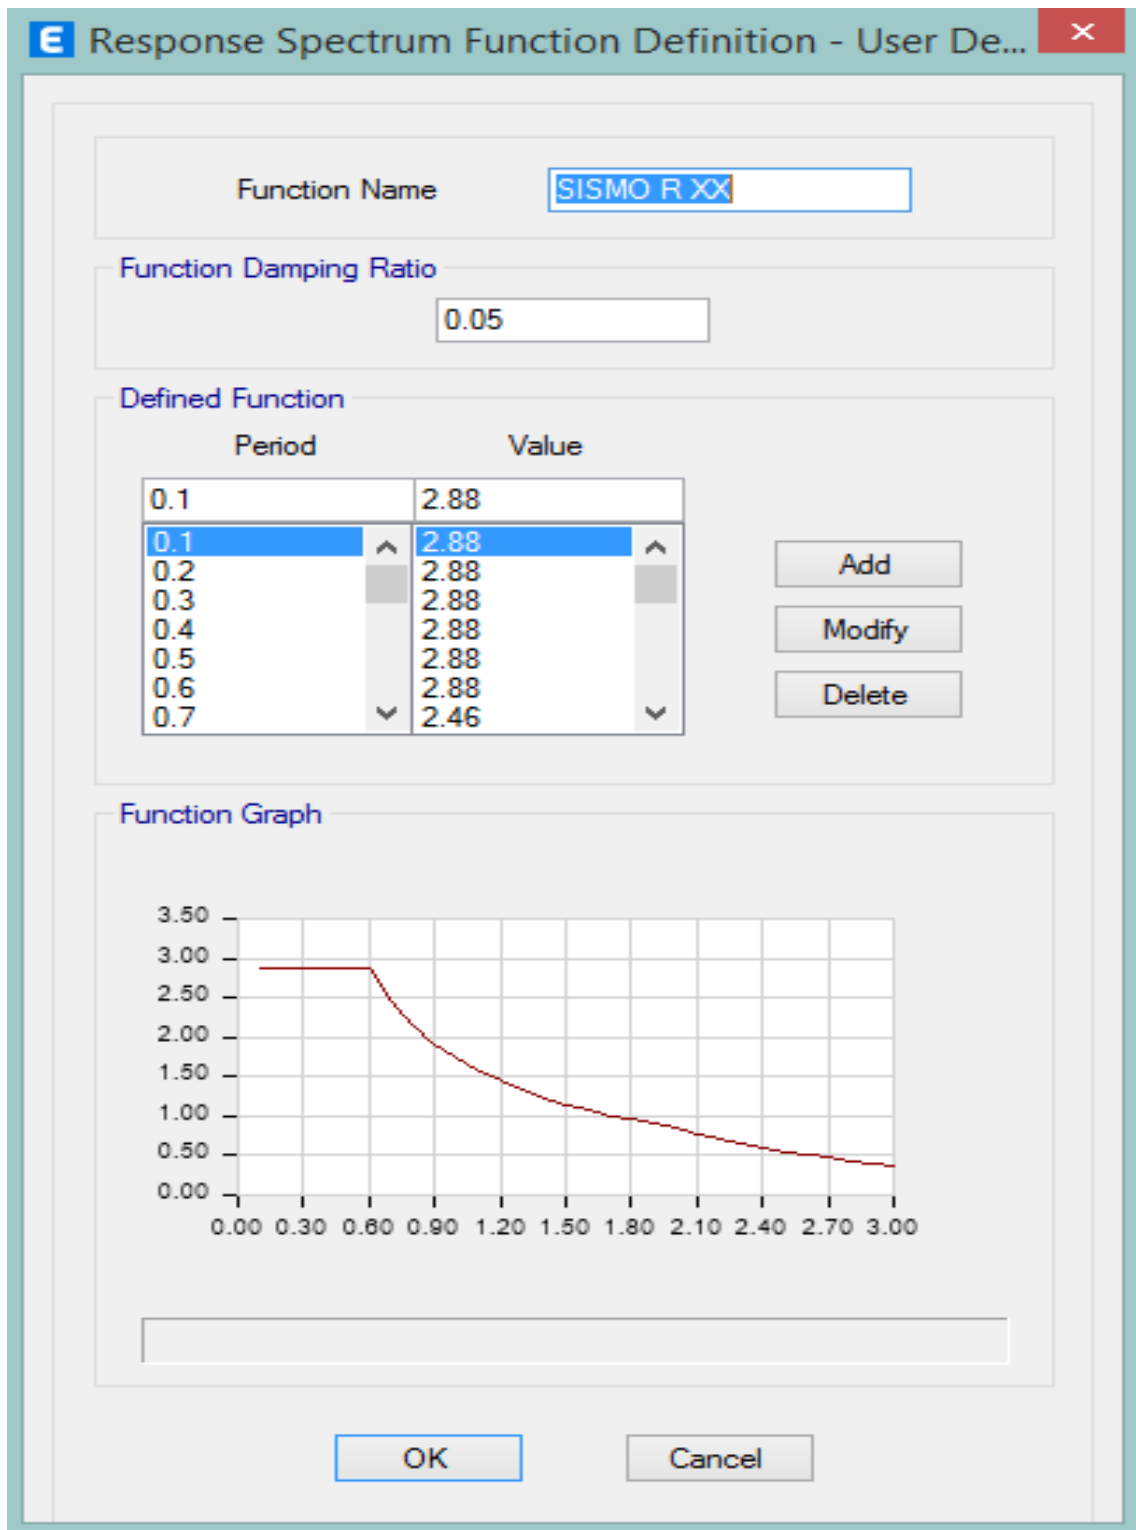 E Response Spectrum Function Definition - User De...
Function Name SISMO R XX
Function Damping Ratio
0.05
Defined Function
Period Value
0.1 2.88
0.1 2.88
0.2 2.88
0.3 2.88
0.4 2.88
0.5 2.88
0.6 2.88
0.7 2.46
Add
Modify
Delete
Function Graph
3.50
3.00
2.50
2.00
1.50
1.00
0.50
0.00
0.00 0.30 0.60 0.90 1.20 1.50 1.80 2.10 2.40 2.70 3.00
OK Cancel